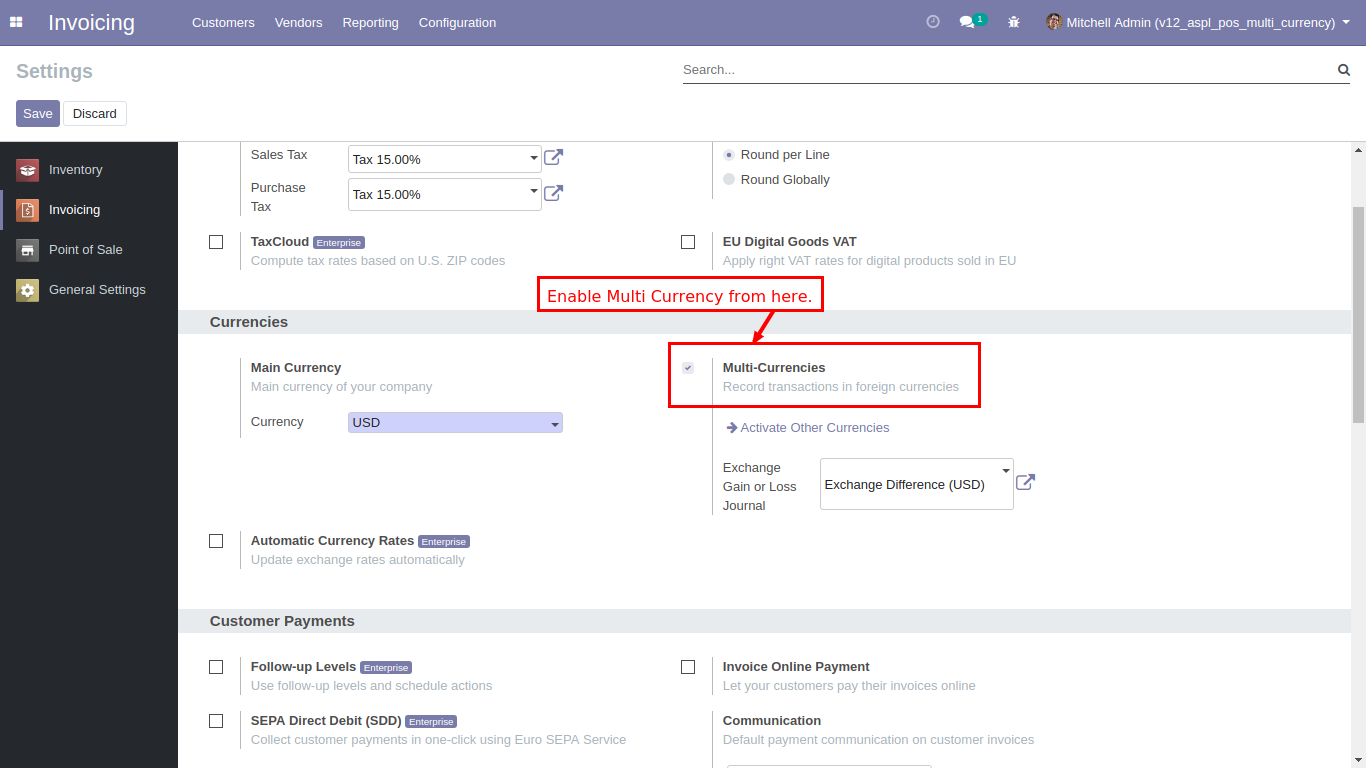 Invoicing
Customers
Vendors
Reporting
Configuration
1
Mitchell Admin (v12_aspl_pos_multi_currency)
Settings
Search...
Save
Discard
Inventory
Invoicing
Point of Sale
General Settings
Sales Tax
Tax 15.00%
Purchase
Tax
Tax 15.00%
Round per Line
Round Globally
TaxCloud Enterprise
Compute tax rates based on U.S. ZIP codes
EU Digital Goods VAT
Apply right VAT rates for digital products sold in EU
Enable Multi Currency from here.
Currencies
Main Currency
Main currency of your company
Currency
USD
Multi-Currencies
Record transactions in foreign currencies
Activate Other Currencies
Exchange
Gain or Loss
Journal
Exchange Difference (USD)
Automatic Currency Rates Enterprise
Update exchange rates automatically
Customer Payments
Follow-up Levels Enterprise
Use follow-up levels and schedule actions
Invoice Online Payment
Let your customers pay their invoices online
SEPA Direct Debit (SDD) Enterprise
Collect customer payments in one-click using Euro SEPA Service
Communication
Default payment communication on customer invoices